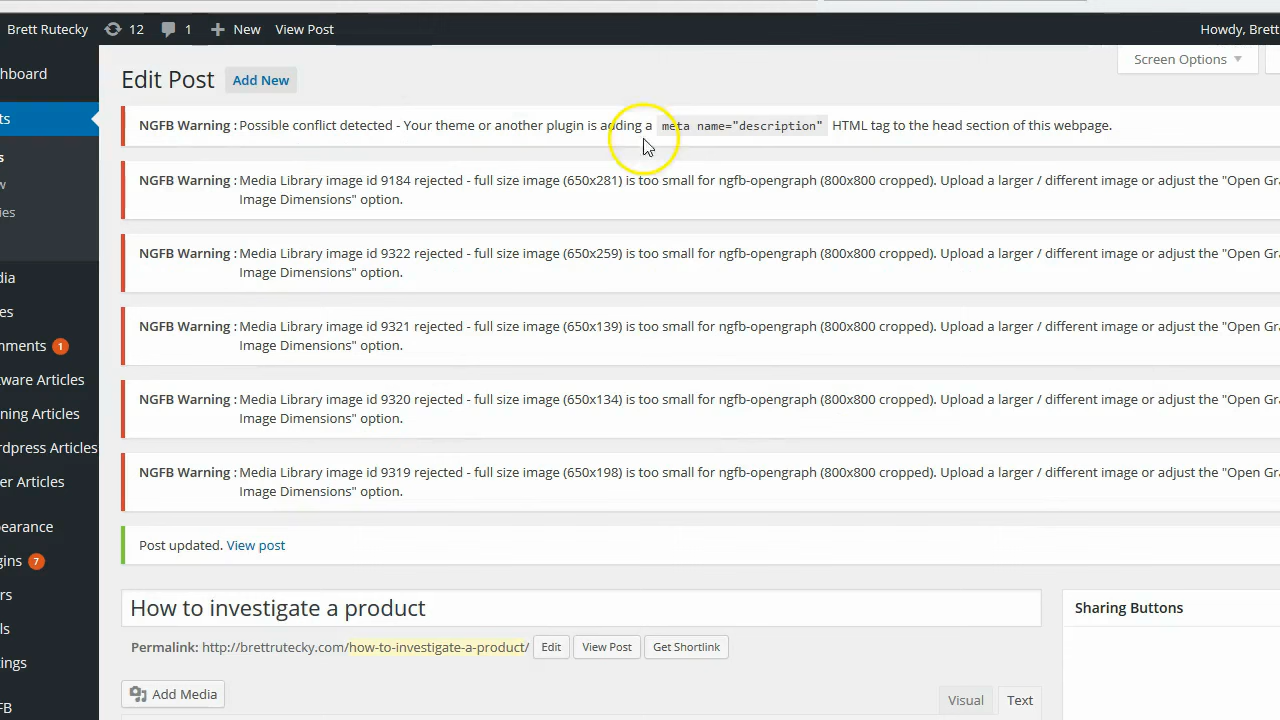 Brett Rutecky 12 1 New View Post Howdy, Brett
hboard
ts
s
w
ies
dia
es
nments 1
tware Articles
ning Articles
rdpress Articles
er Articles
earance
gins 7
rs
ls
tings
FB
Screen Options
Edit Post Add New
NGFB Warning : Possible conflict detected - Your theme or another plugin is adding a meta name="description" HTML tag to the head section of this webpage.
NGFB Warning : Media Library image id 9184 rejected - full size image (650x281) is too small for ngfb-opengraph (800x800 cropped). Upload a larger / different image or adjust the "Open Gra
Image Dimensions" option.
NGFB Warning : Media Library image id 9322 rejected - full size image (650x259) is too small for ngfb-opengraph (800x800 cropped). Upload a larger / different image or adjust the "Open Gra
Image Dimensions" option.
NGFB Warning : Media Library image id 9321 rejected - full size image (650x139) is too small for ngfb-opengraph (800x800 cropped). Upload a larger / different image or adjust the "Open Gra
Image Dimensions" option.
NGFB Warning : Media Library image id 9320 rejected - full size image (650x134) is too small for ngfb-opengraph (800x800 cropped). Upload a larger / different image or adjust the "Open Gra
Image Dimensions" option.
NGFB Warning : Media Library image id 9319 rejected - full size image (650x198) is too small for ngfb-opengraph (800x800 cropped). Upload a larger / different image or adjust the "Open Gra
Image Dimensions" option.
Post updated. View post
How to investigate a product
Permalink: http://brettrutecky.com/how-to-investigate-a-product/ Edit View Post Get Shortlink
Add Media
Visual Text
Sharing Buttons